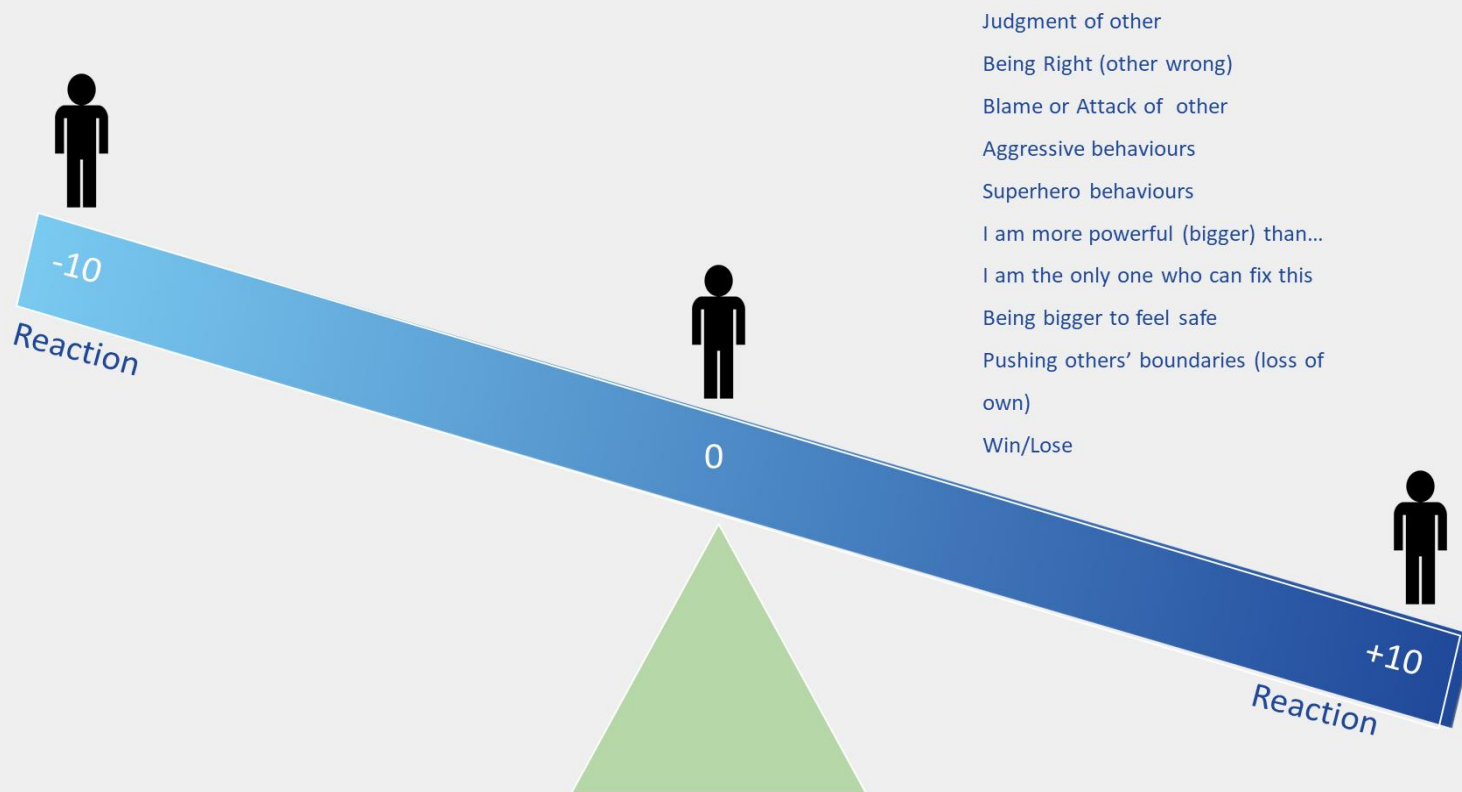 Judgment of other
Being Right (other wrong)
Blame or Attack of other
Aggressive behaviours
Superhero behaviours
I am more powerful (bigger) than...
I am the only one who can fix this
Being bigger to feel safe
Pushing others’ boundaries (loss of
own)
Win/Lose
-10
Reaction
0
+10
Reaction